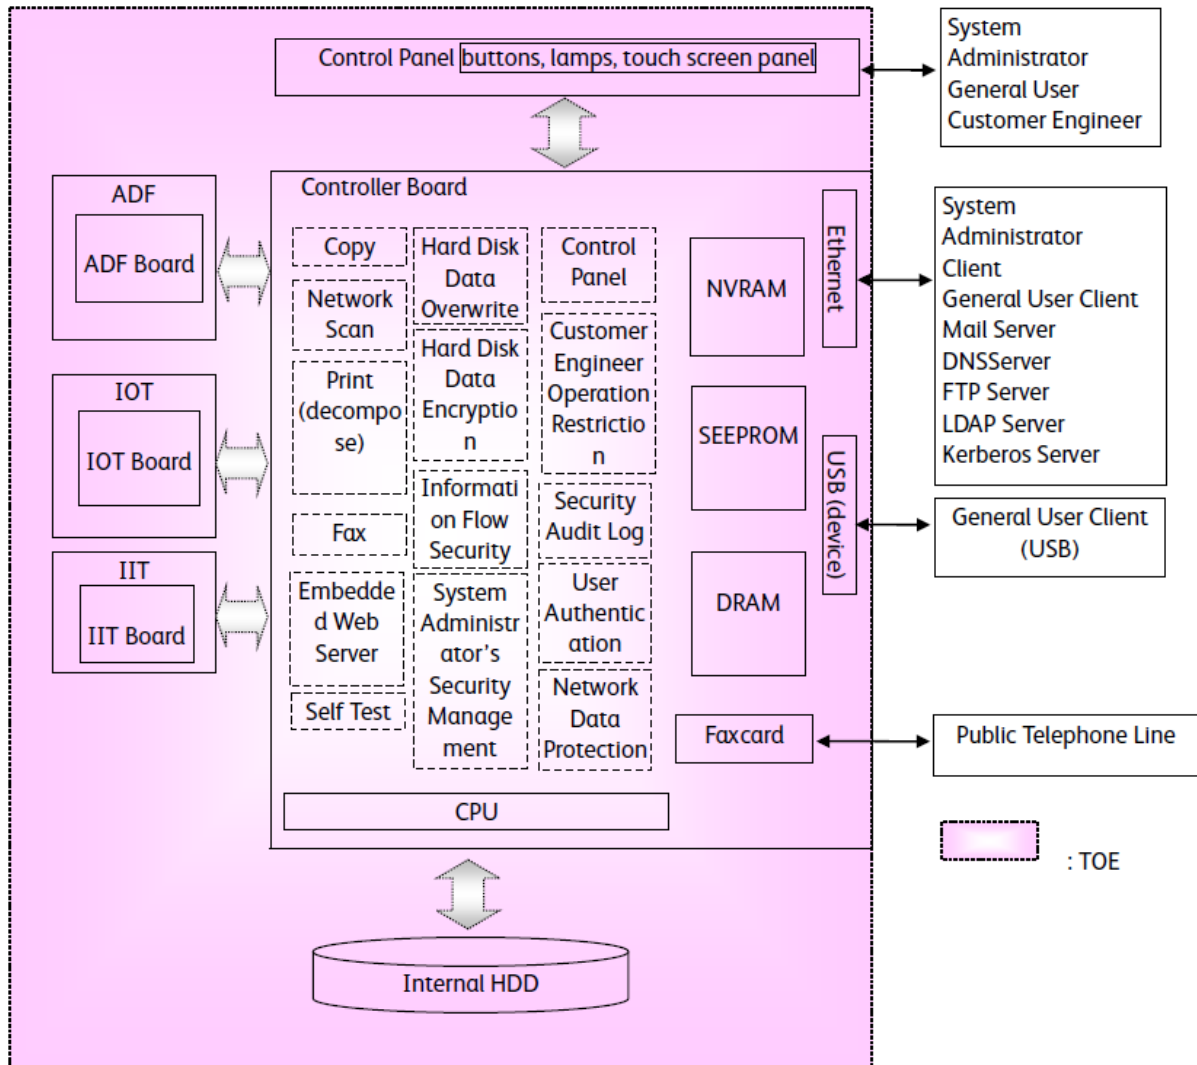 Control Panel buttons, lamps, touch screen panel
System
Administrator
General User
Customer Engineer
ADF
ADF Board
IOT
IOT Board
IIT
IIT Board
Controller Board
Copy
Network
Scan
Print
(decompo
se)
Fax
Embedde
d Web
Server
Self Test
Hard Disk
Data
Overwrite
Hard Disk
Data
Encryptio
n
Informati
on Flow
Security
System
Administr
ator's
Security
Manage
ment
Control
Panel
Customer
Engineer
Operation
Restrictio
n
Security
Audit Log
User
Authentic
ation
Network
Data
Protection
NVRAM
SEEPROM
DRAM
Faxcard
Ethernet
USB (device)
CPU
Internal HDD
System
Administrator
Client
General User Client
Mail Server
DNSServer
FTP Server
LDAP Server
Kerberos Server
General User Client
(USB)
Public Telephone Line
: TOE